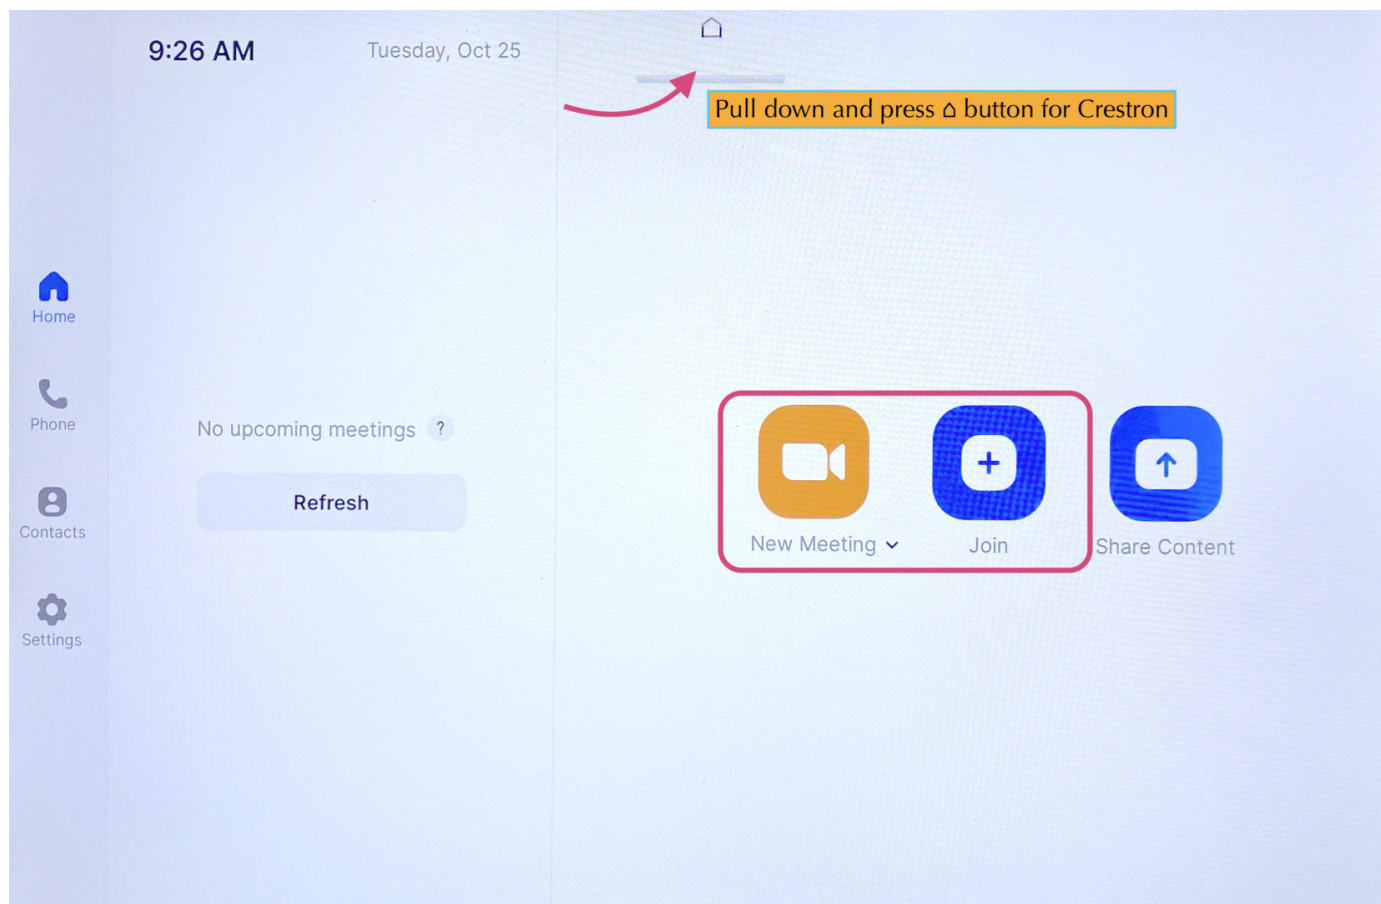 9:26 AM
Tuesday, Oct 25
Pull down and press ⌂ button for Crestron
Home
Phone
Contacts
Settings
No upcoming meetings ?
Refresh
New Meeting
Join
Share Content